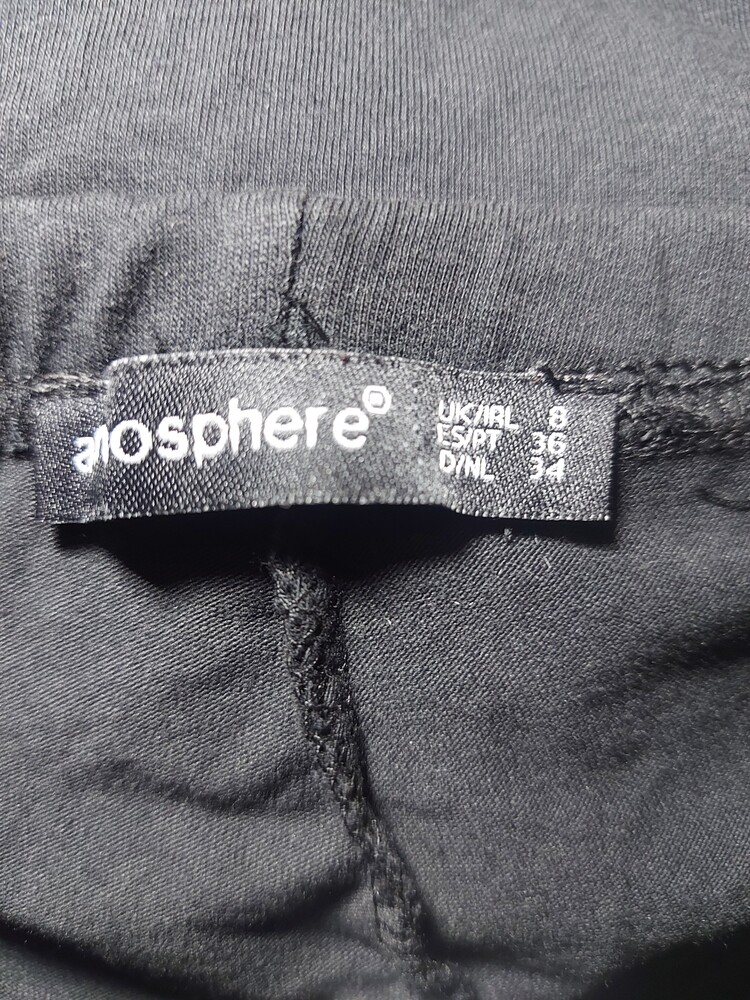 atmosphere®
UK/IRL 8
ES/PT 36
D/NL 34